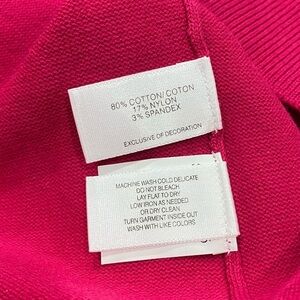 80% COTTON/COTON
17% NYLON
3% SPANDEX
EXCLUSIVE OF DECORATION
MACHINE WASH COLD DELICATE
DO NOT BLEACH
LAY FLAT TO DRY
LOW IRON AS NEEDED
OR DRY CLEAN
TURN GARMENT INSIDE OUT
WASH WITH LIKE COLORS